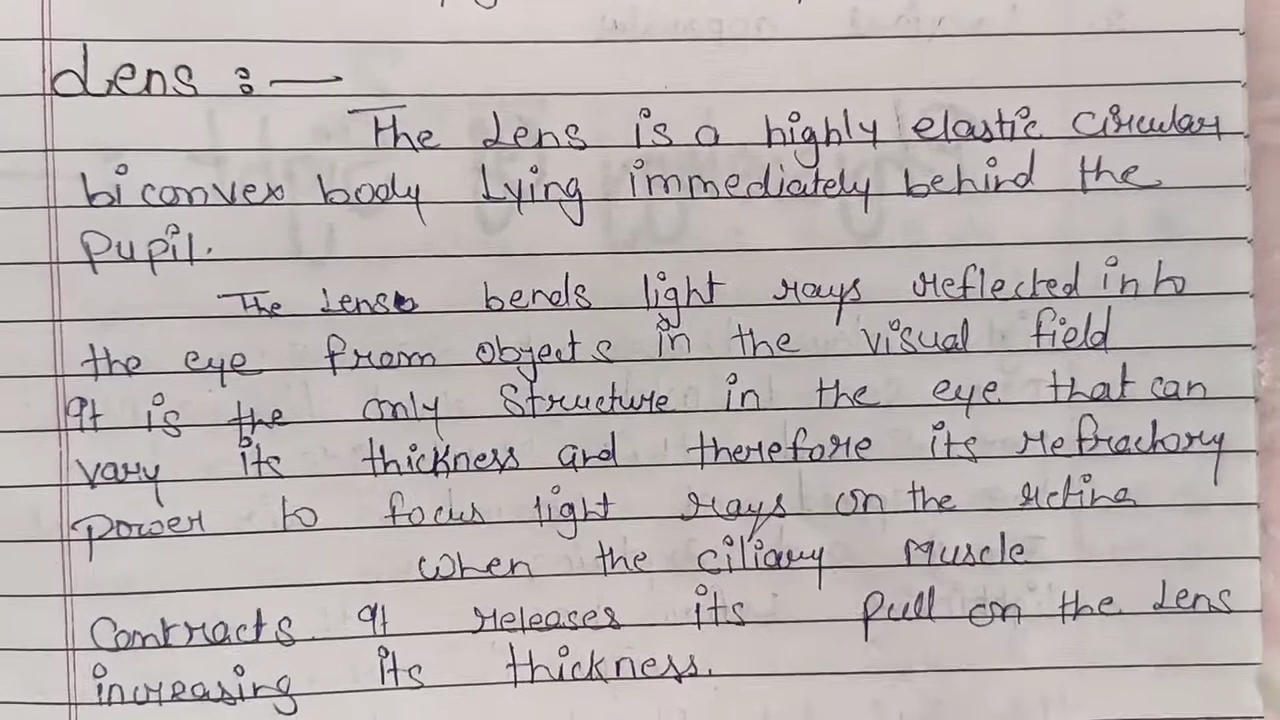 Lens :—
The Lens is a highly elastic circular
biconvex body Lying immediately behind the
Pupil.
The Lens bends light rays reflected into
the eye from objects in the visual field
It is the only Structure in the eye that can
vary its thickness and therefore its refractory
Power to focus light rays on the retina
when the ciliary Muscle
Contracts It releases its Pull on the Lens
increasing its thickness.